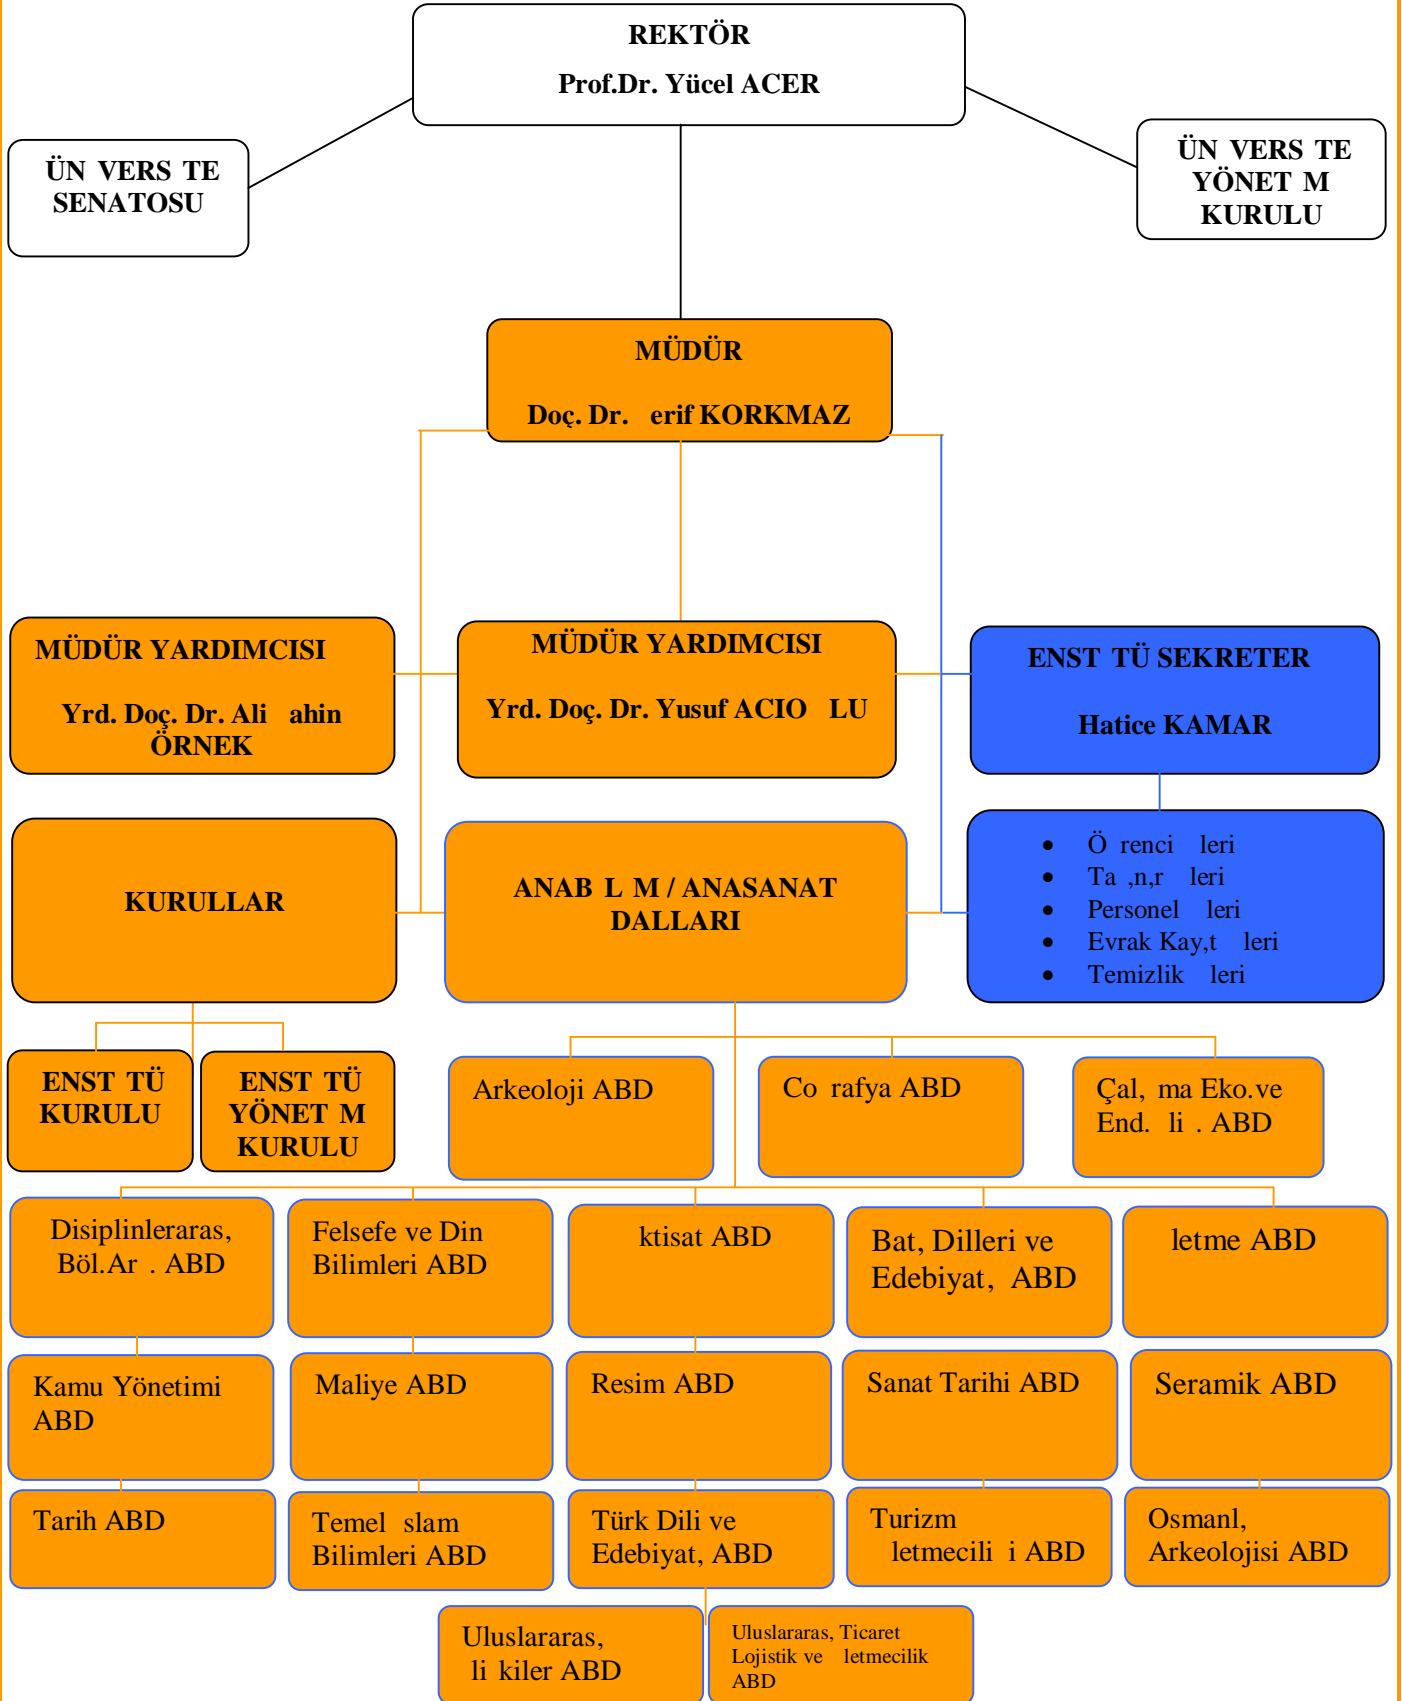 REKTÖR
Prof.Dr. Yücel ACER
ÜN VERS TE
SENATOSU
ÜN VERS TE
YÖNET M
KURULU
MÜDÜR
Doç. Dr. erif KORKMAZ
MÜDÜR YARDIMCISI
Yrd. Doç. Dr. Ali ahin
ÖRNEK
MÜDÜR YARDIMCISI
Yrd. Doç. Dr. Yusuf ACIO LU
ENST TÜ SEKRETER
Hatice KAMAR
KURULLAR
ANAB L M / ANASANAT
DALLARI
• Ö renci leri
• Ta ,n,r leri
• Personel leri
• Evrak Kay,t leri
• Temizlik leri
ENST TÜ
KURULU
ENST TÜ
YÖNET M
KURULU
Arkeoloji ABD
Co rafya ABD
Çal, ma Eko.ve
End. li . ABD
Disiplinleraras,
Böl.Ar . ABD
Felsefe ve Din
Bilimleri ABD
ktisat ABD
Bat, Dilleri ve
Edebiyat, ABD
letme ABD
Kamu Yönetimi
ABD
Maliye ABD
Resim ABD
Sanat Tarihi ABD
Seramik ABD
Tarih ABD
Temel slam
Bilimleri ABD
Türk Dili ve
Edebiyat, ABD
Turizm
letmecili i ABD
Osmanl,
Arkeolojisi ABD
Uluslararas,
li kiler ABD
Uluslararas, Ticaret
Lojistik ve letmecilik
ABD